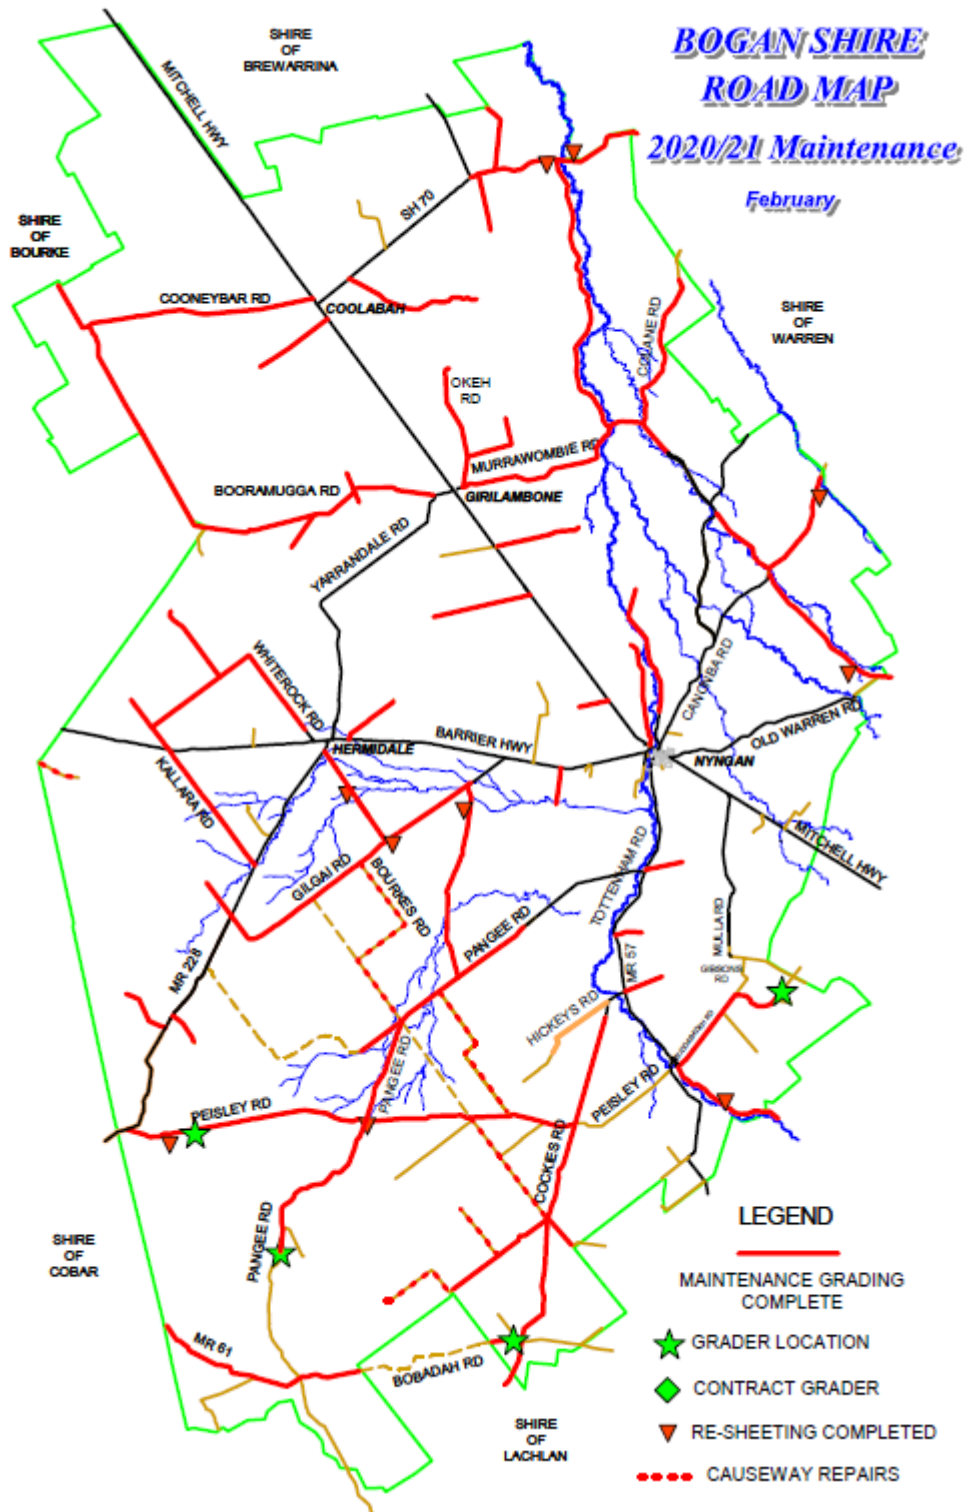 BOGAN SHIRE
ROAD MAP
2020/21 Maintenance
February
SHIRE
OF
BREWARRINA
MITCHELL HWY
SH 70
SHIRE
OF
BOURKE
COONEYBAR RD
COOLABAH
SHIRE
OF
WARREN
COLANE RD
OKEH
RD
MURRAWOMBIE RD
BOORAMUGGA RD
GIRILAMBONE
YARRANDALE RD
WHITEROCK RD
CANONBA RD
OLD WARREN RD
BARRIER HWY
HERMIDALE
NYNGAN
KALLARA RD
MITCHELL HWY
GILGAI RD
BOURKES RD
TOTTENHAM RD
PANGEE RD
MULLA RD
MR 228
MR 57
GIBSONS
RD
HICKEYS RD
PANGEE RD
PEISLEY RD
PEISLEY RD
COCKIES RD
PANGEE RD
SHIRE
OF
COBAR
MR 61
BOBADAH RD
SHIRE
OF
LACHLAN
LEGEND
MAINTENANCE GRADING
COMPLETE
GRADER LOCATION
CONTRACT GRADER
RE-SHEETING COMPLETED
CAUSEWAY REPAIRS